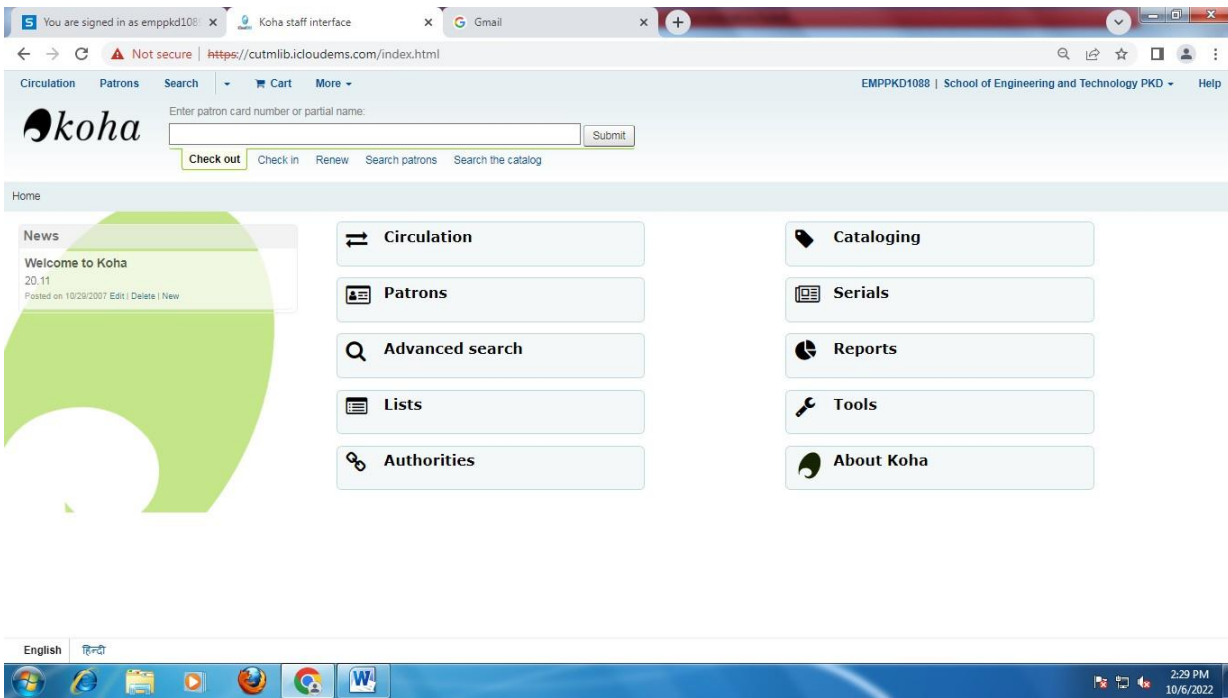 You are signed in as emppkd108
Koha staff interface
Gmail
Not secure | https://cutmlib.icloudems.com/index.html
Circulation Patrons Search Cart More
EMPPKD1088 | School of Engineering and Technology PKD Help
koha
Enter patron card number or partial name:
Submit
Check out Check in Renew Search patrons Search the catalog
Home
News
Welcome to Koha
20.11
Posted on 10/29/2007 Edit | Delete | New
Circulation
Cataloging
Patrons
Serials
Advanced search
Reports
Lists
Tools
Authorities
About Koha
English हिन्दी
2:29 PM
10/6/2022